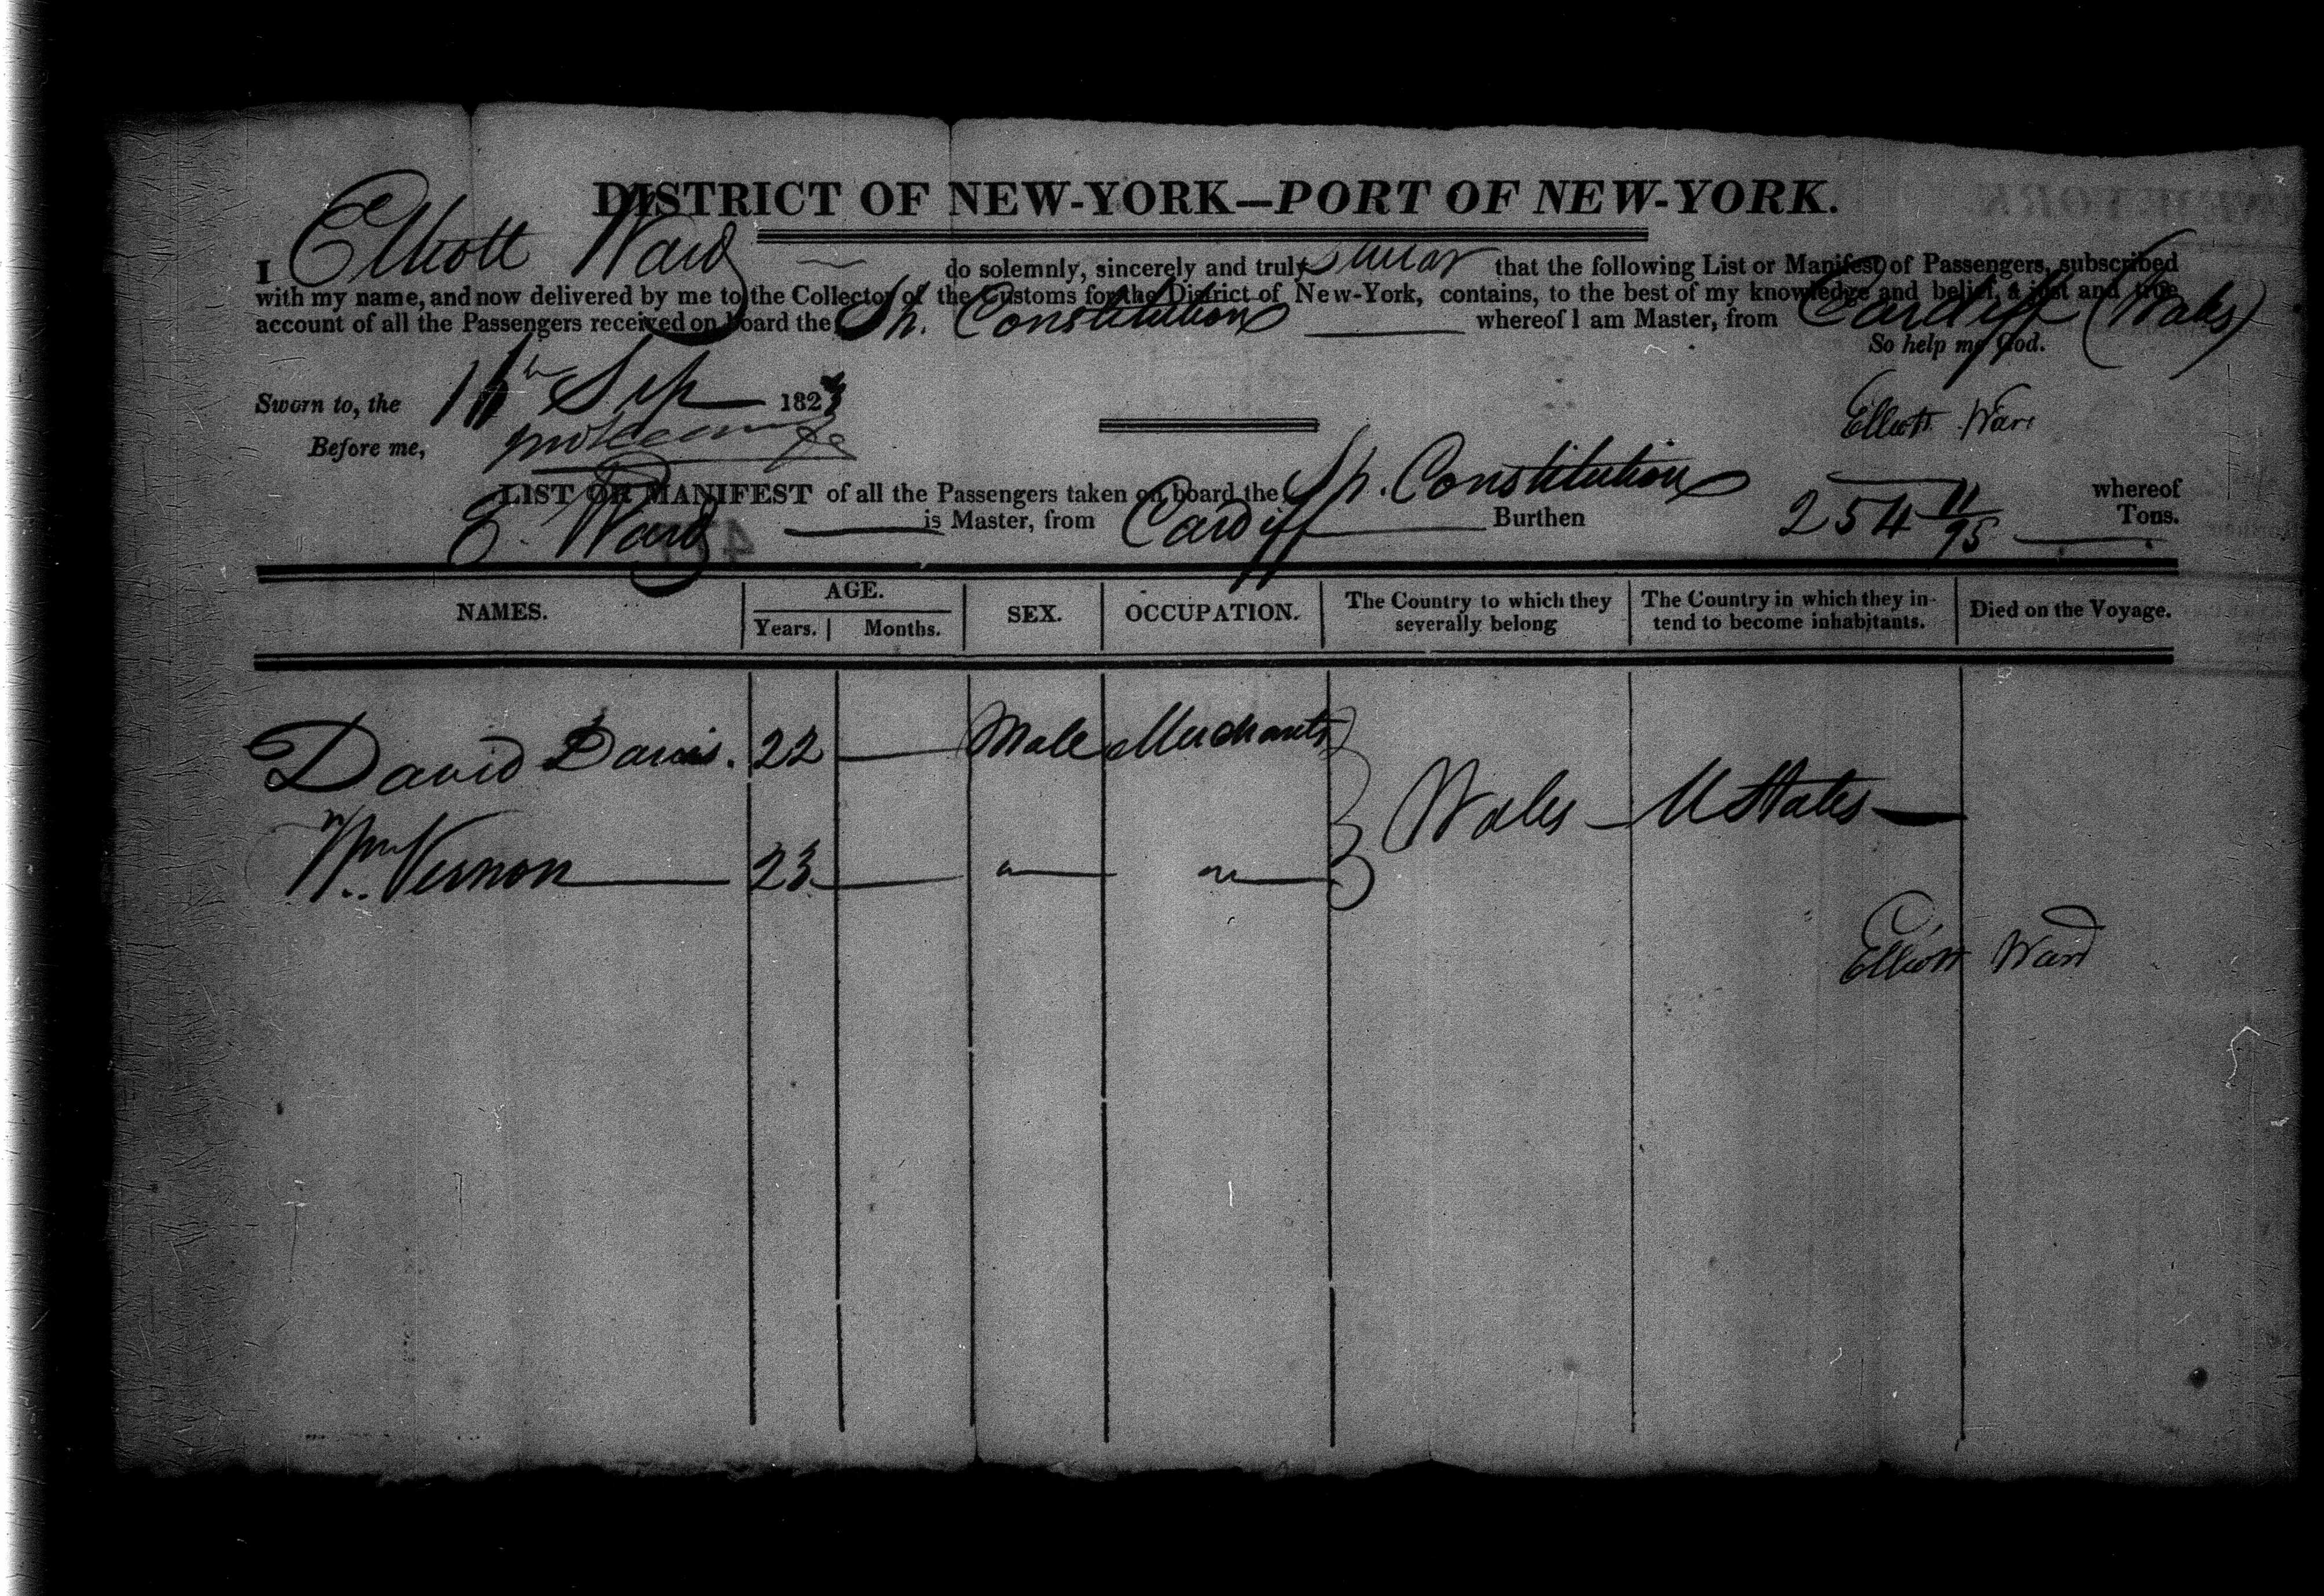 DISTRICT OF NEW-YORK—PORT OF NEW-YORK.
I Elliott Ward do solemnly, sincerely and truly swear that the following List or Manifest of Passengers, subscribed
with my name, and now delivered by me to the Collector of the Customs for the District of New-York, contains, to the best of my knowledge and belief, a just and true
account of all the Passengers received on board the Sh. Constitution whereof I am Master, from Cardiff (Wales)
So help me God.
Sworn to, the Sep 182
Elliott Ward
Before me,
LIST OR MANIFEST of all the Passengers taken on board the Sh. Constitution whereof
E. Ward is Master, from Cardiff Burthen 254 11/95 Tons.
NAMES. AGE. Years. Months. SEX. OCCUPATION. The Country to which they severally belong The Country in which they intend to become inhabitants. Died on the Voyage.
David Davis. 22 — Male Merchants
Wales — U States —
Wm. Vernon — 23 — " — " —
Elliott Ward